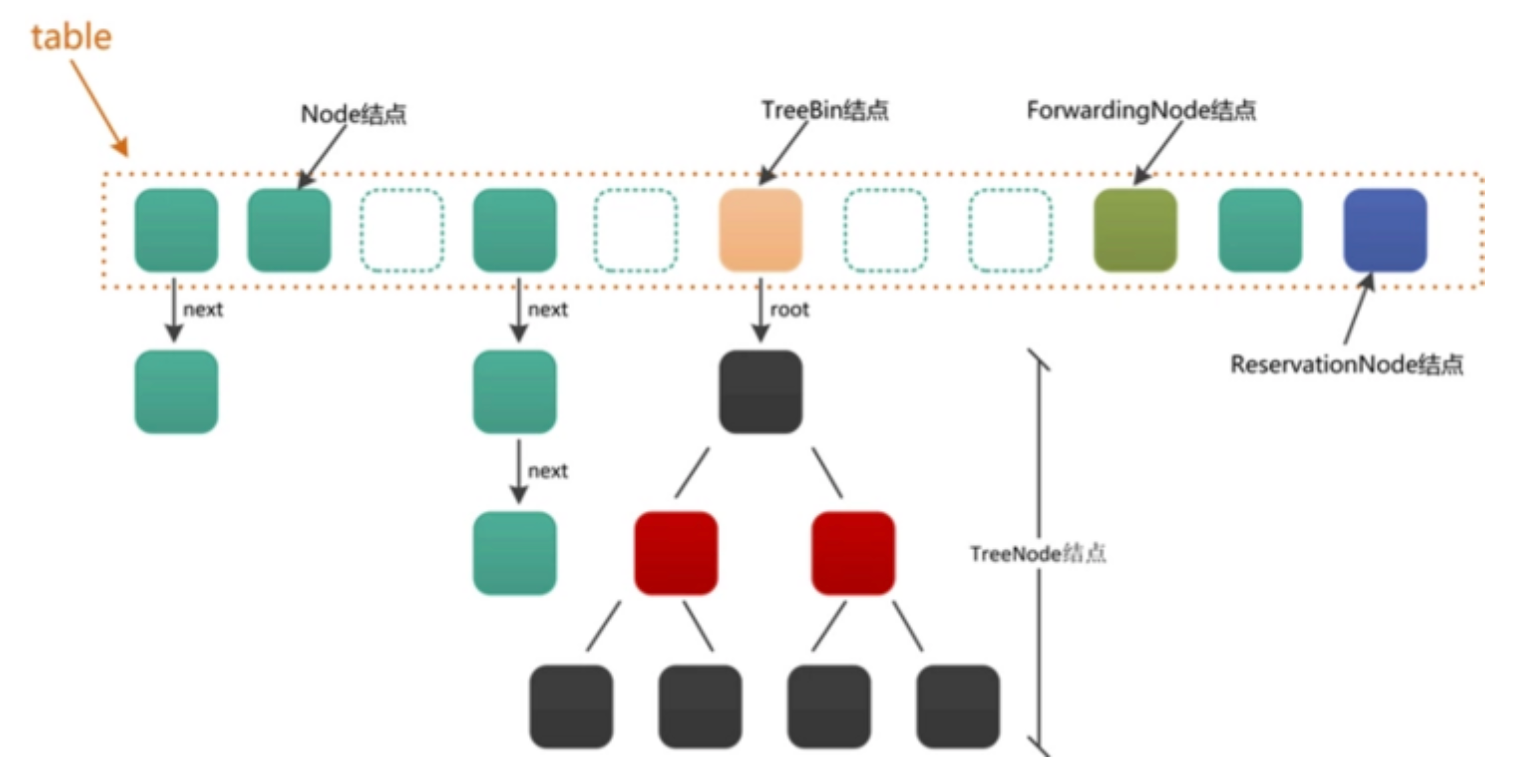 table
Node结点
TreeBin结点
ForwardingNode结点
next
next
root
ReservationNode结点
next
TreeNode结点